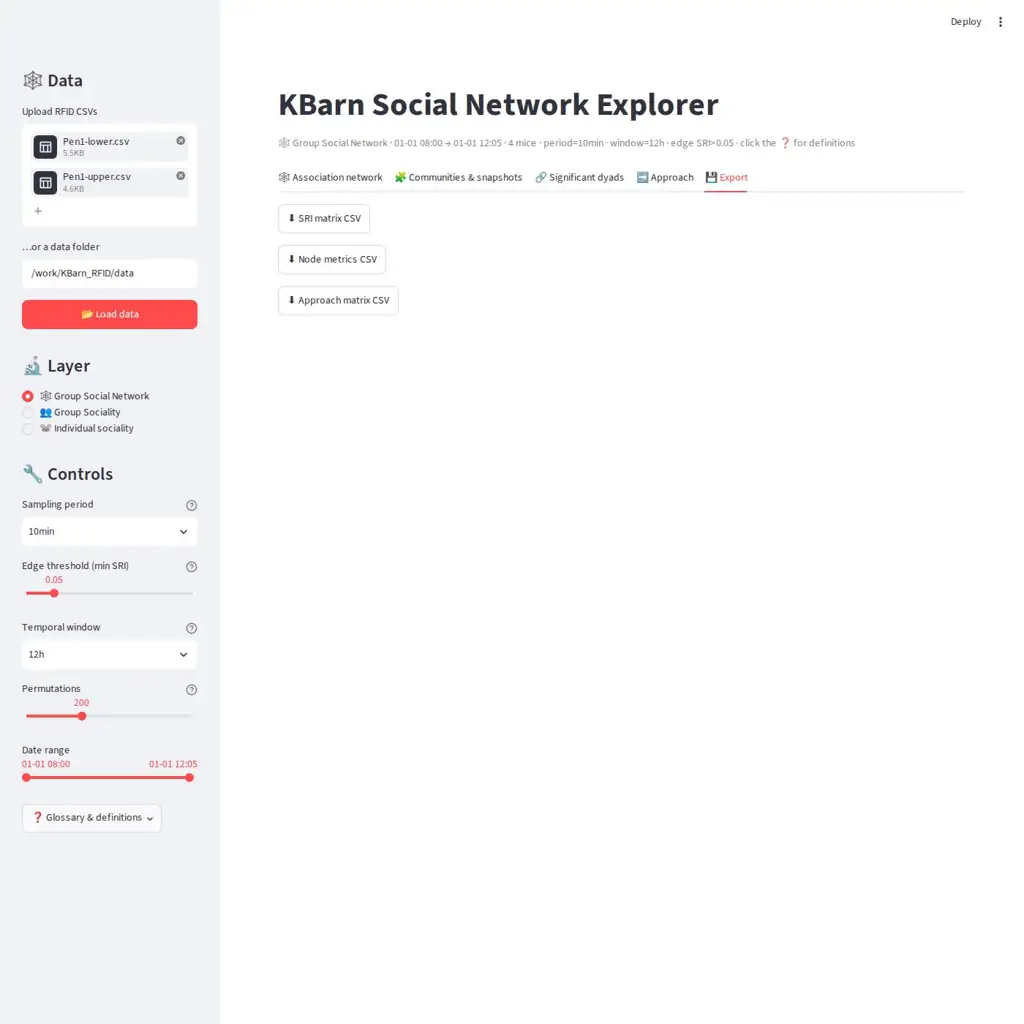 Deploy
🕸️ Data
Upload RFID CSVs
Pen1-lower.csv
5.5KB
Pen1-upper.csv
4.6KB
+
...or a data folder
/work/KBarn_RFID/data
📂 Load data
🔬 Layer
🕸️ Group Social Network
👥 Group Sociality
🐭 Individual sociality
🔧 Controls
Sampling period
10min
Edge threshold (min SRI)
0.05
Temporal window
12h
Permutations
200
Date range
01-01 08:00 01-01 12:05
❓ Glossary & definitions
KBarn Social Network Explorer
🕸️ Group Social Network · 01-01 08:00 → 01-01 12:05 · 4 mice · period=10min · window=12h · edge SRI>0.05 · click the ❓ for definitions
🕸️ Association network 🧩 Communities & snapshots 🔗 Significant dyads ➡️ Approach 💾 Export
⬇ SRI matrix CSV
⬇ Node metrics CSV
⬇ Approach matrix CSV